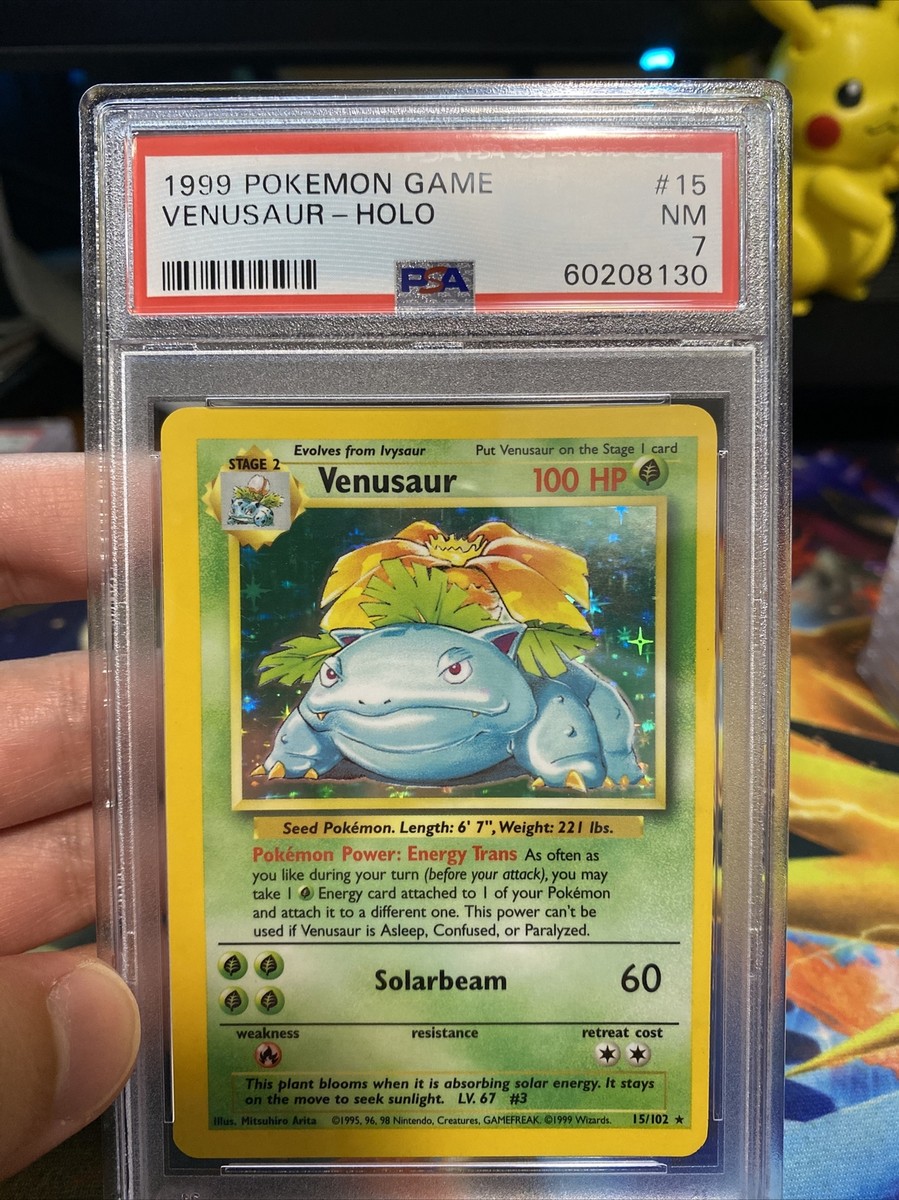 1999 POKEMON GAME #15
VENUSAUR – HOLO NM
7
PSA 60208130
Evolves from Ivysaur Put Venusaur on the Stage 1 card
STAGE 2 Venusaur 100 HP
Seed Pokémon. Length: 6' 7", Weight: 221 lbs.
Pokémon Power: Energy Trans As often as
you like during your turn (before your attack), you may
take 1 Energy card attached to 1 of your Pokémon
and attach it to a different one. This power can't be
used if Venusaur is Asleep, Confused, or Paralyzed.
Solarbeam 60
weakness resistance retreat cost
This plant blooms when it is absorbing solar energy. It stays
on the move to seek sunlight. LV. 67 #3
Illus. Mitsuhiro Arita ©1995, 96, 98 Nintendo, Creatures, GAMEFREAK. ©1999 Wizards. 15/102 ★